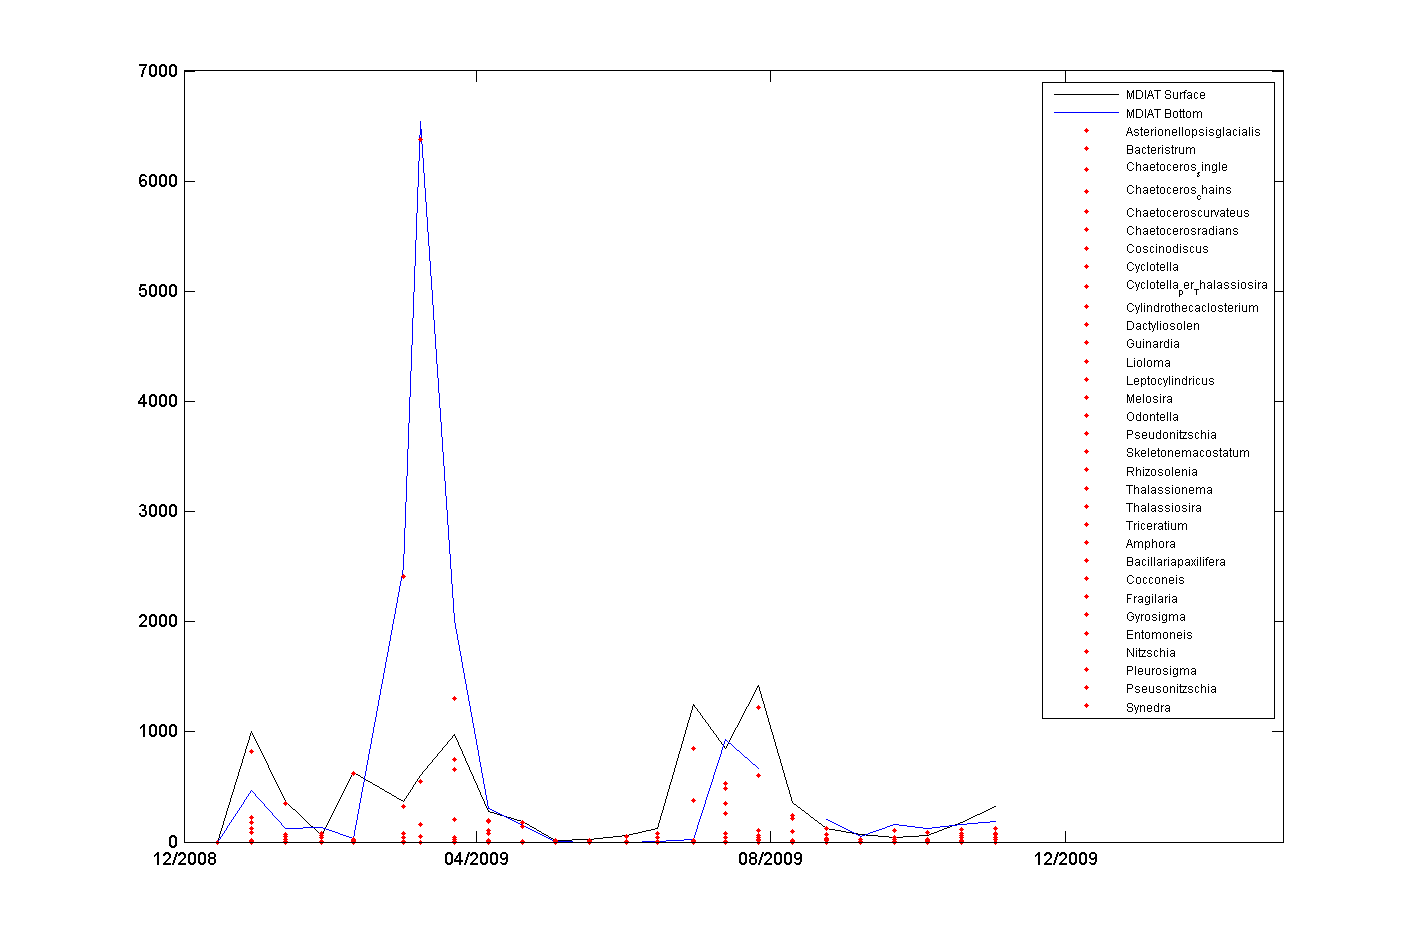 7000
6000
5000
4000
3000
2000
1000
0
12/2008 04/2009 08/2009 12/2009
MDIAT Surface
MDIAT Bottom
Asterionellopsisglacialis
Bacteristrum
Chaetoceros_single
Chaetoceros_chains
Chaetoceroscurvateus
Chaetocerosradians
Coscinodiscus
Cyclotella
Cyclotella_per_Thalassiosira
Cylindrothecaclosterium
Dactyliosolen
Guinardia
Lioloma
Leptocylindricus
Melosira
Odontella
Pseudonitzschia
Skeletonemacostatum
Rhizosolenia
Thalassionema
Thalassiosira
Triceratium
Amphora
Bacillariapaxilifera
Cocconeis
Fragilaria
Gyrosigma
Entomoneis
Nitzschia
Pleurosigma
Pseusonitzschia
Synedra